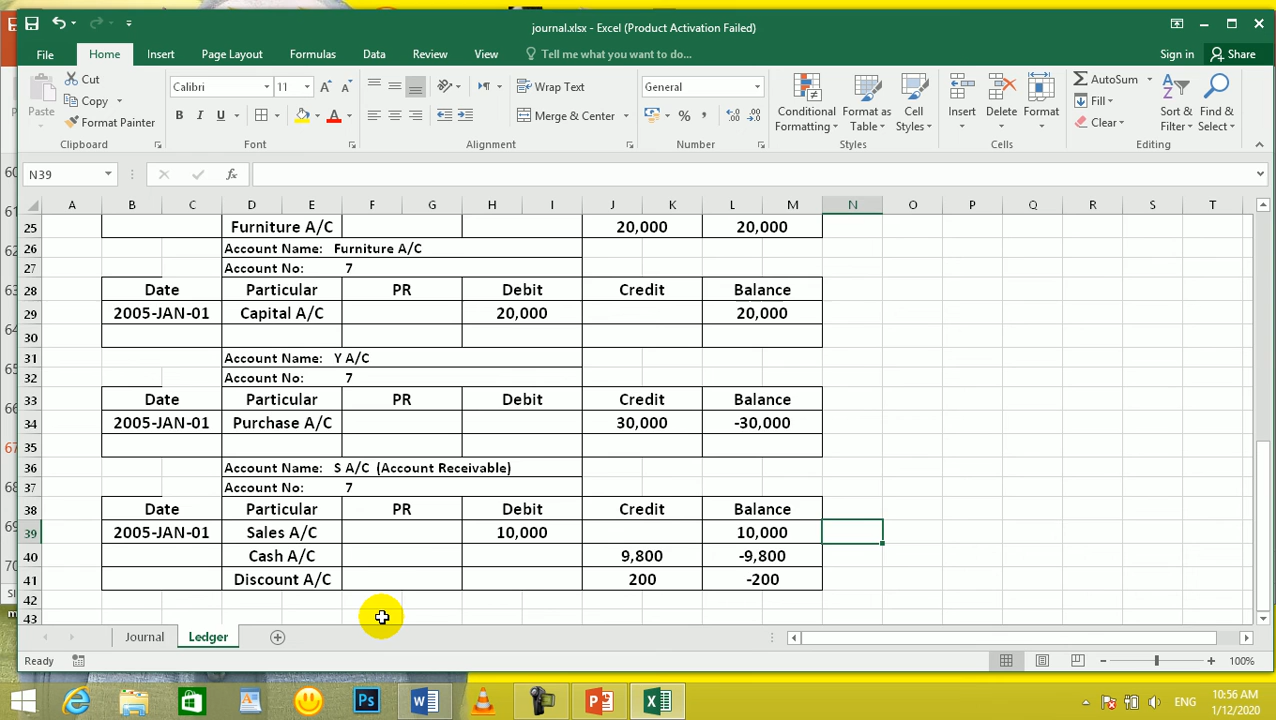 journal.xlsx - Excel (Product Activation Failed)
File Home Insert Page Layout Formulas Data Review View Tell me what you want to do... Sign in Share
Paste
Cut
Copy
Format Painter
Clipboard
Calibri 11
B I U
Font
Wrap Text
Merge & Center
Alignment
General
Number
Conditional Formatting
Format as Table
Cell Styles
Styles
Insert Delete Format
Cells
AutoSum
Fill
Clear
Sort & Filter
Find & Select
Editing
N39 fx
A B C D E F G H I J K L M N O P Q R S T
25 Furniture A/C 20,000 20,000
26 Account Name: Furniture A/C
27 Account No: 7
28 Date Particular PR Debit Credit Balance
29 2005-JAN-01 Capital A/C 20,000 20,000
30
31 Account Name: Y A/C
32 Account No: 7
33 Date Particular PR Debit Credit Balance
34 2005-JAN-01 Purchase A/C 30,000 -30,000
35
36 Account Name: S A/C (Account Receivable)
37 Account No: 7
38 Date Particular PR Debit Credit Balance
39 2005-JAN-01 Sales A/C 10,000 10,000
40 Cash A/C 9,800 -9,800
41 Discount A/C 200 -200
42
43
Journal Ledger
Ready 100%
ENG 10:56 AM
1/12/2020